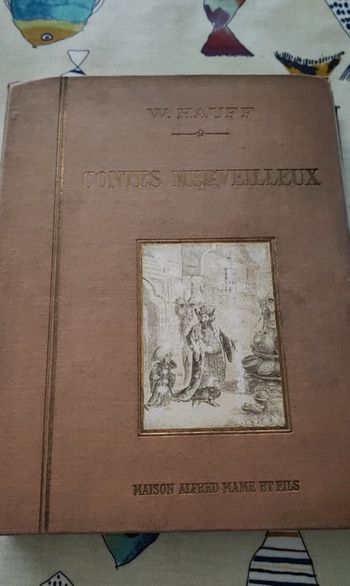 W. HAUFF
CONTES MERVEILLEUX
MAISON ALFRED MAME ET FILS